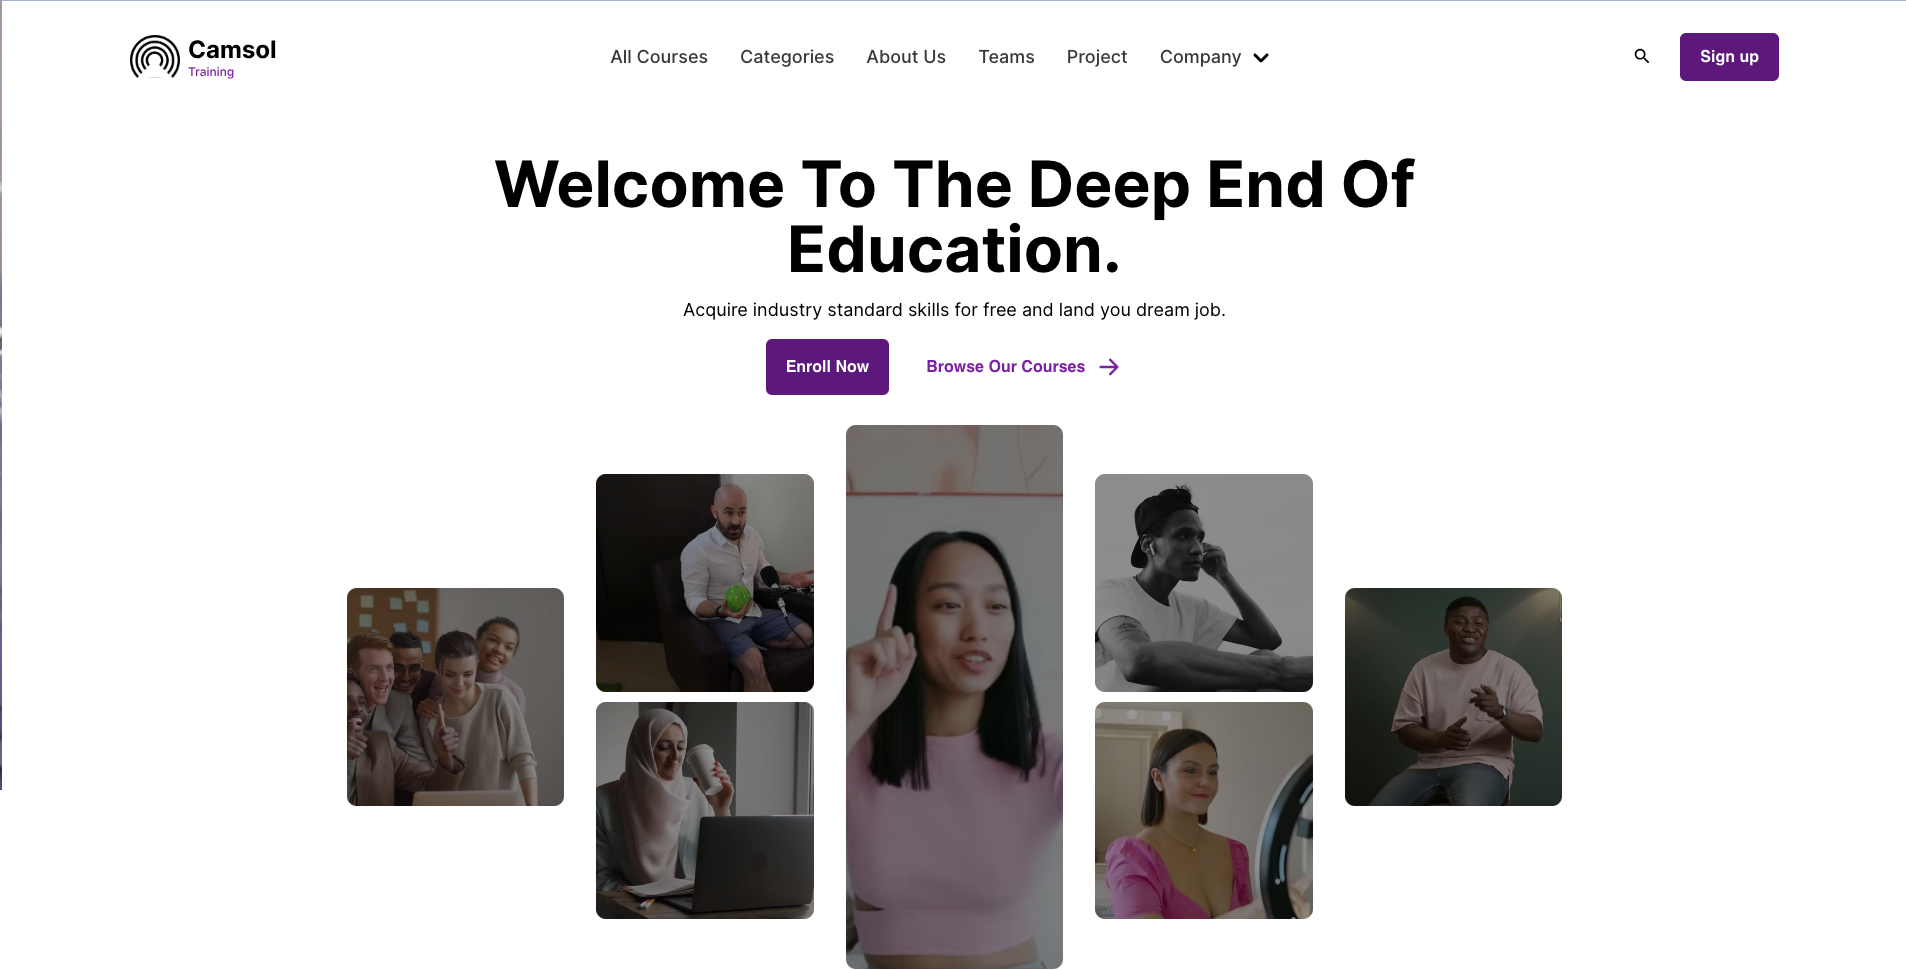 Camsol
Training
All Courses
Categories
About Us
Teams
Project
Company
Sign up
Welcome To The Deep End Of
Education.
Acquire industry standard skills for free and land you dream job.
Enroll Now
Browse Our Courses